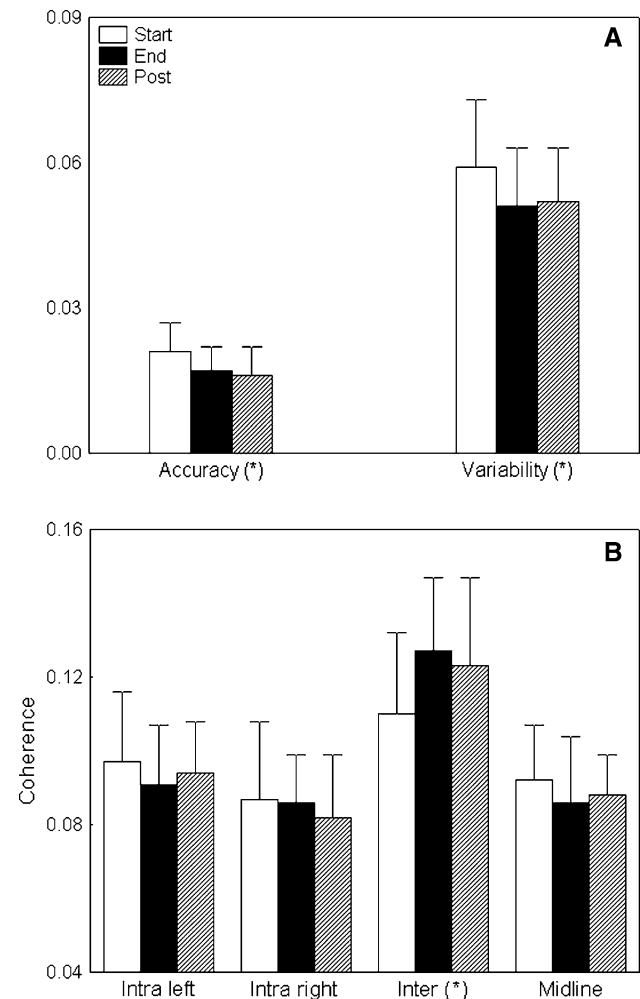 0.09
A
Start
End
Post
0.06
0.03
0.00
Accuracy (*)
Variability (*)
0.16
B
0.12
Coherence
0.08
0.04
Intra left
Intra right
Inter (*)
Midline